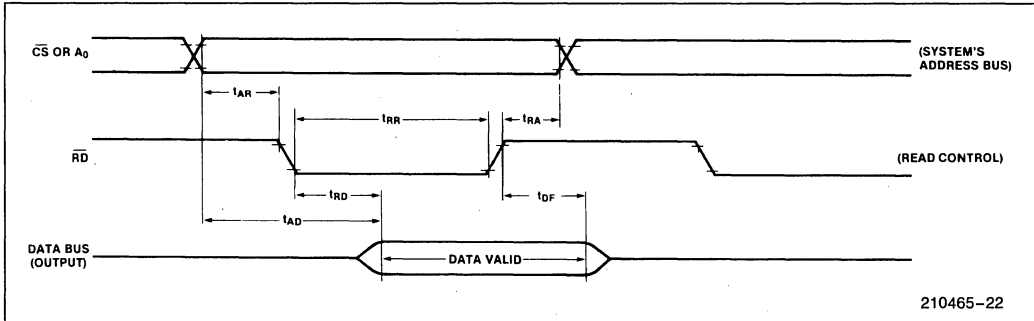 CS OR A0
(SYSTEM'S
ADDRESS BUS)
tAR
tRR
tRA
RD
(READ CONTROL)
tRD
tDF
tAD
DATA BUS
(OUTPUT)
DATA VALID
210465-22